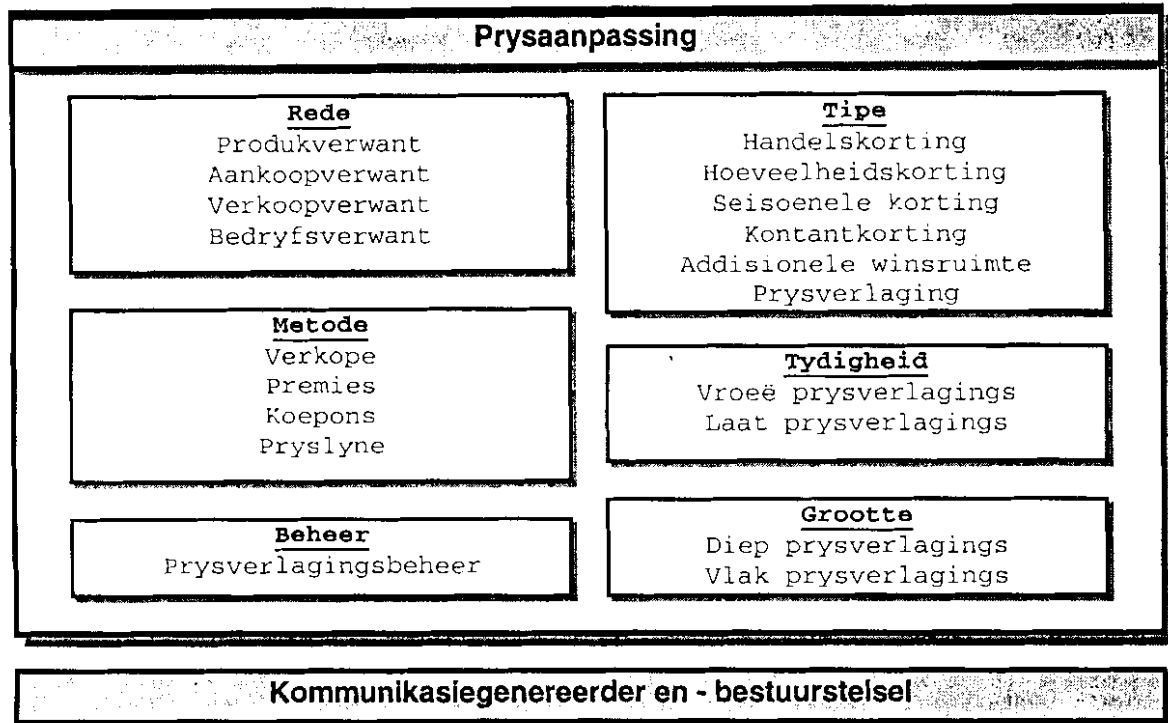 Prysaanpassing
Rede
Produkverwant
Aankoopverwant
Verkoopverwant
Bedryfsverwant
Metode
Verkope
Premies
Koepons
Pryslyne
Beheer
Prysverlagingsbeheer
Tipe
Handelskorting
Hoeveelheidskorting
Seisoenele korting
Kontantkorting
Addisionele winsruimte
Prysverlaging
Tydigheid
Vroeë prysverlagings
Laat prysverlagings
Grootte
Diep prysverlagings
Vlak prysverlagings
Kommunikasiegenereerder en - bestuurstelsel